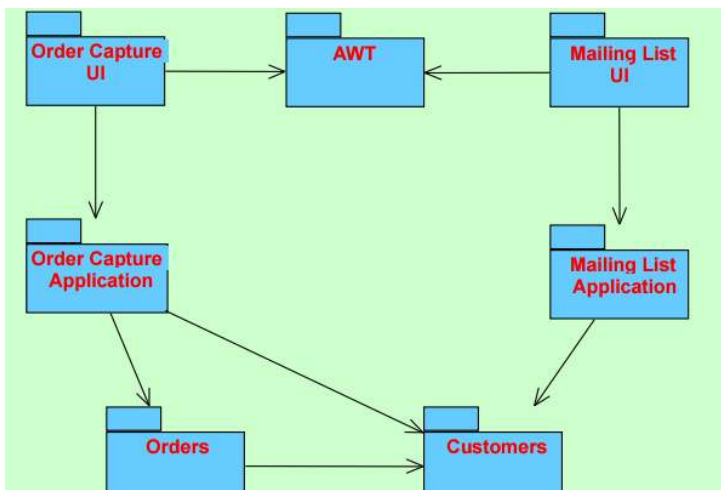 Order Capture
UI
AWT
Mailing List
UI
Order Capture
Application
Mailing List
Application
Orders
Customers